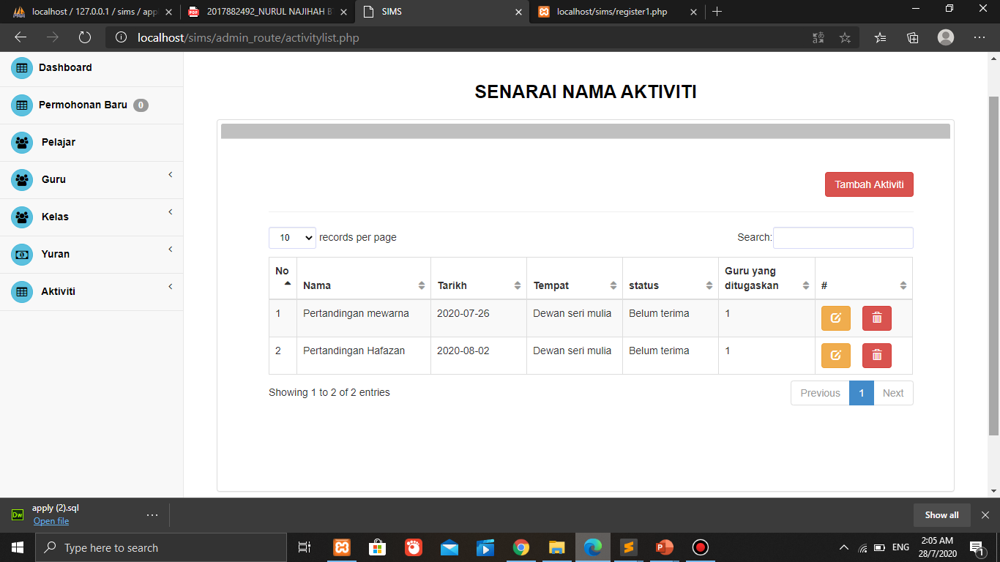 localhost / 127.0.0.1 / sims / app
2017882492_NURUL NAJIHAH B
SIMS
localhost/sims/register1.php
localhost/sims/admin_route/activitylist.php
Dashboard
Permohonan Baru 0
Pelajar
Guru
Kelas
Yuran
Aktiviti
SENARAI NAMA AKTIVITI
Tambah Aktiviti
10 records per page
Search:
No Nama Tarikh Tempat status Guru yang ditugaskan #
1 Pertandingan mewarna 2020-07-26 Dewan seri mulia Belum terima 1
2 Pertandingan Hafazan 2020-08-02 Dewan seri mulia Belum terima 1
Showing 1 to 2 of 2 entries
Previous 1 Next
Dw
apply (2).sql
Open file
Show all
Type here to search
ENG
2:05 AM
28/7/2020
1